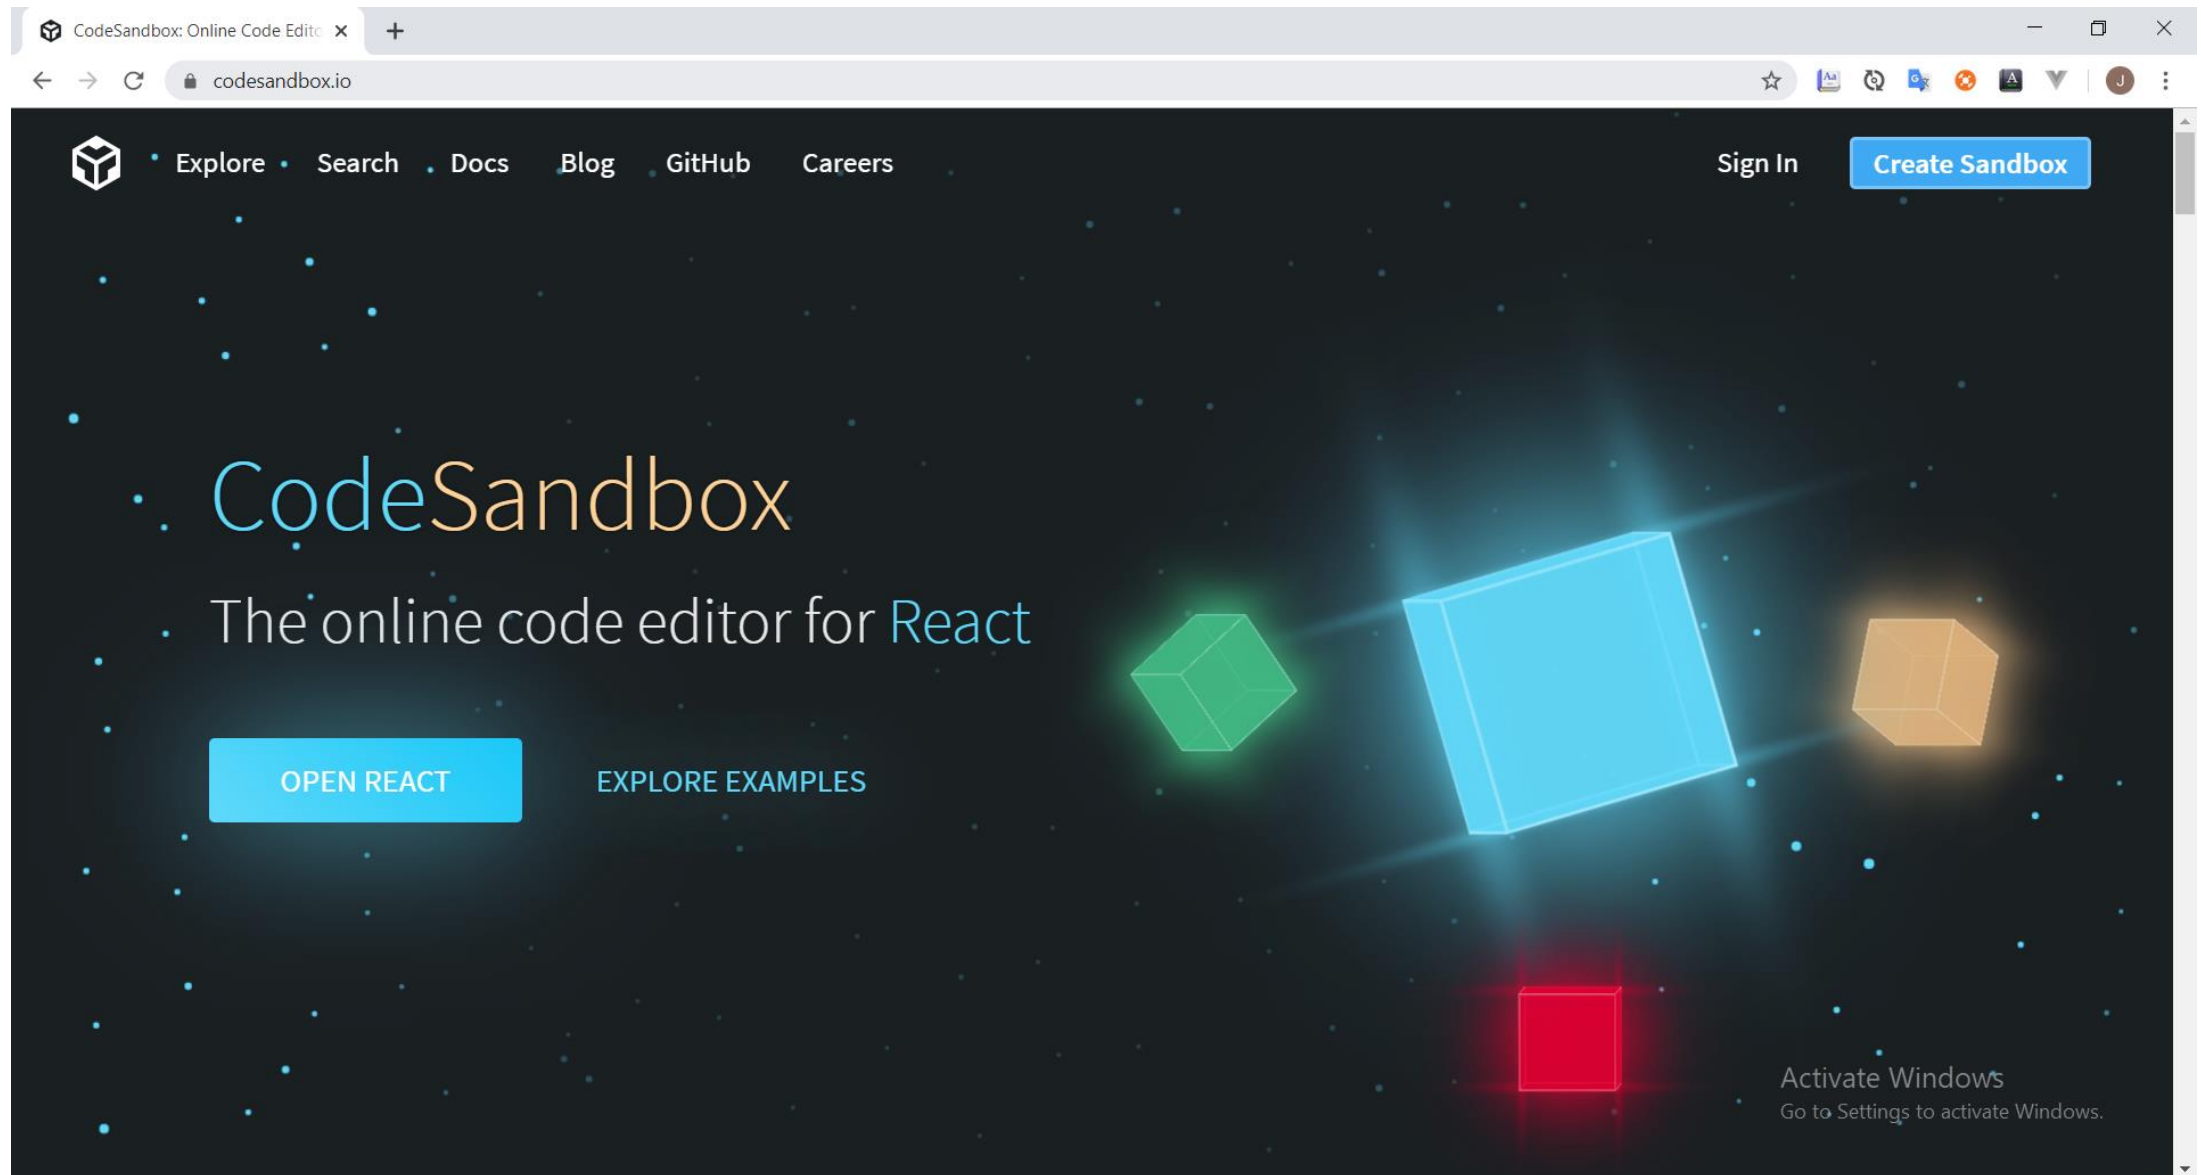 CodeSandbox: Online Code Edito
codesandbox.io
J
Explore Search Docs Blog GitHub Careers Sign In Create Sandbox
CodeSandbox
The online code editor for React
OPEN REACT EXPLORE EXAMPLES
Activate Windows
Go to Settings to activate Windows.